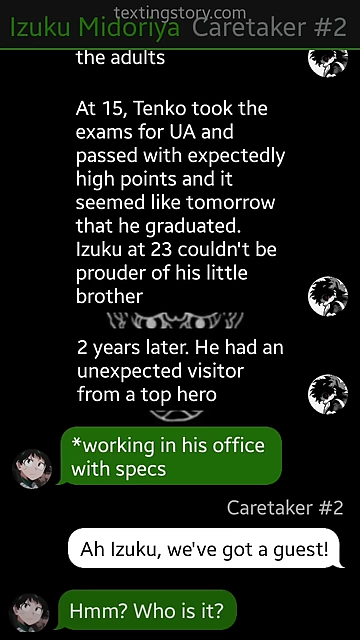 textingstory.com
Izuku Midoriya Caretaker #2
the adults
At 15, Tenko took the
exams for UA and
passed with expectedly
high points and it
seemed like tomorrow
that he graduated.
Izuku at 23 couldn't be
prouder of his little
brother
2 years later. He had an
unexpected visitor
from a top hero
*working in his office
with specs
Caretaker #2
Ah Izuku, we've got a guest!
Hmm? Who is it?